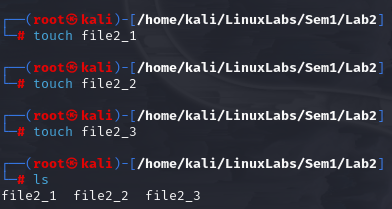 ┌──(root㉿kali)-[/home/kali/LinuxLabs/Sem1/Lab2]
└─# touch file2_1
┌──(root㉿kali)-[/home/kali/LinuxLabs/Sem1/Lab2]
└─# touch file2_2
┌──(root㉿kali)-[/home/kali/LinuxLabs/Sem1/Lab2]
└─# touch file2_3
┌──(root㉿kali)-[/home/kali/LinuxLabs/Sem1/Lab2]
└─# ls
file2_1  file2_2  file2_3